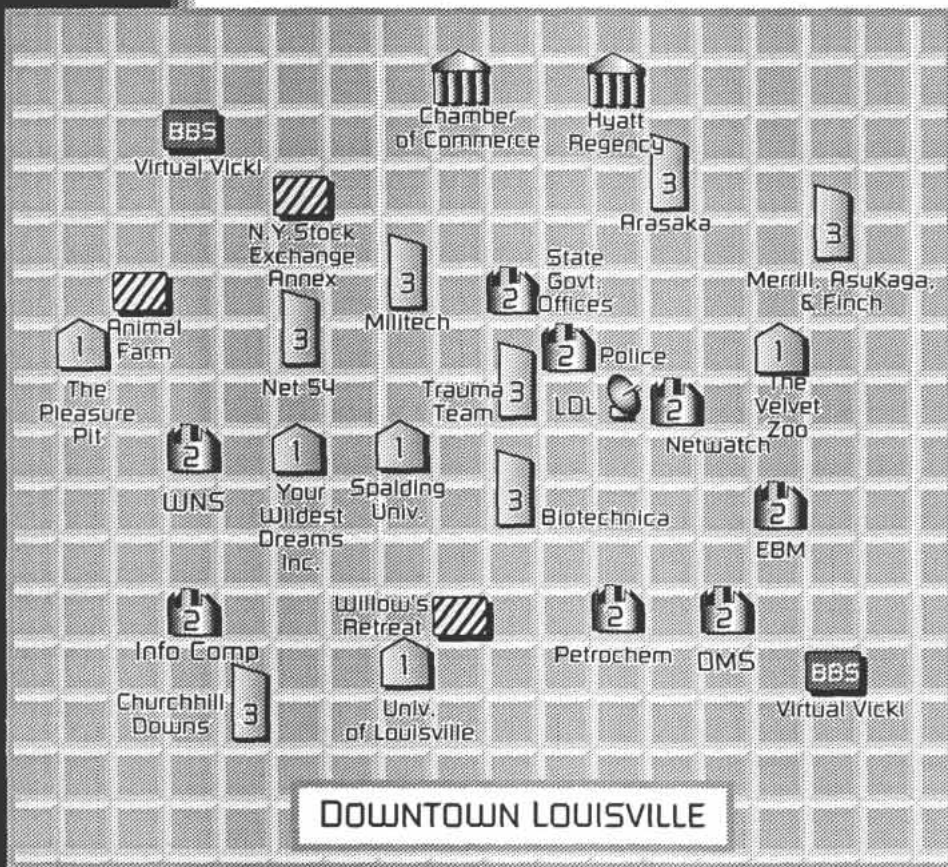 Chamber
of Commerce
Hyatt
Regency
BBS
Virtual Vicki
3
Arasaka
N.Y. Stock
Exchange
Annex
3
Militech
State
Govt.
Offices
2
3
Merrill, AsuKaga,
& Finch
Animal
Farm
1
The
Pleasure
Pit
3
Net 54
Trauma
Team
3
2
Police
LDL
2
Netwatch
1
The
Velvet
Zoo
2
WNS
1
Your
Wildest
Dreams
Inc.
1
Spalding
Univ.
3
Biotechnica
2
EBM
2
Info Comp
Willow's
Retreat
2
Petrochem
2
DMS
Churchhill
Downs
3
1
Univ.
of Louisville
BBS
Virtual Vicki
DOWNTOWN LOUISVILLE